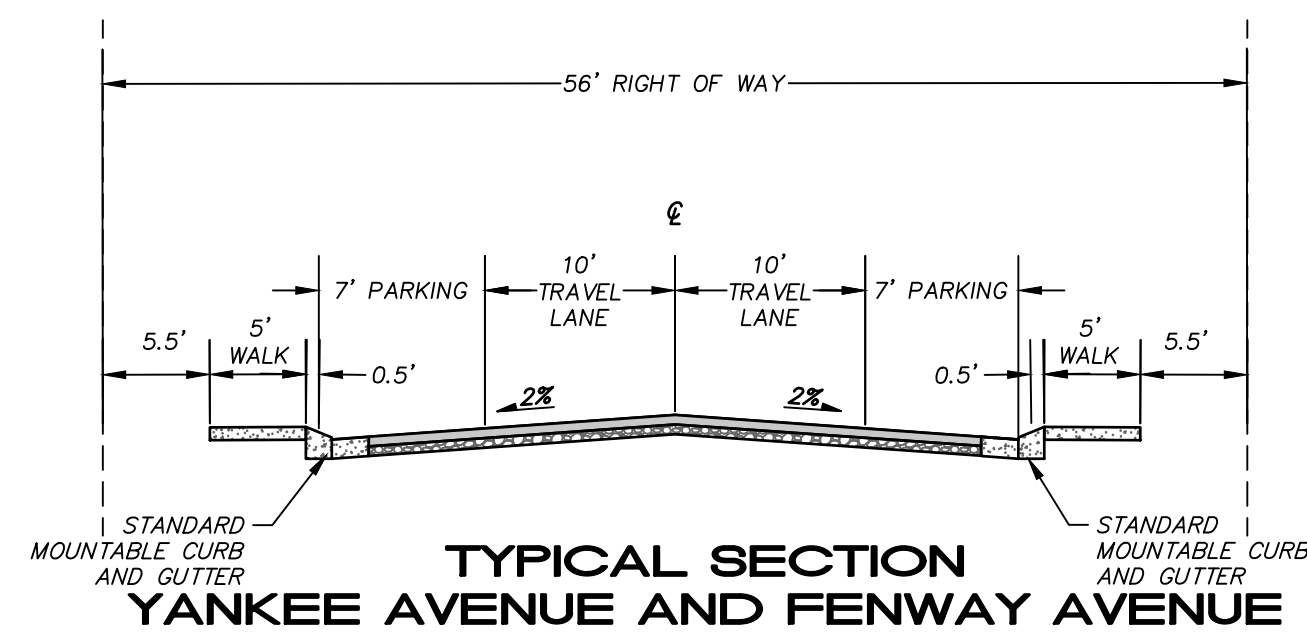 56' RIGHT OF WAY
℄
7' PARKING
10'
TRAVEL
LANE
10'
TRAVEL
LANE
7' PARKING
5.5'
5'
WALK
0.5'
0.5'
5'
WALK
5.5'
2%
2%
STANDARD
MOUNTABLE CURB
AND GUTTER
STANDARD
MOUNTABLE CURB
AND GUTTER
TYPICAL SECTION
YANKEE AVENUE AND FENWAY AVENUE